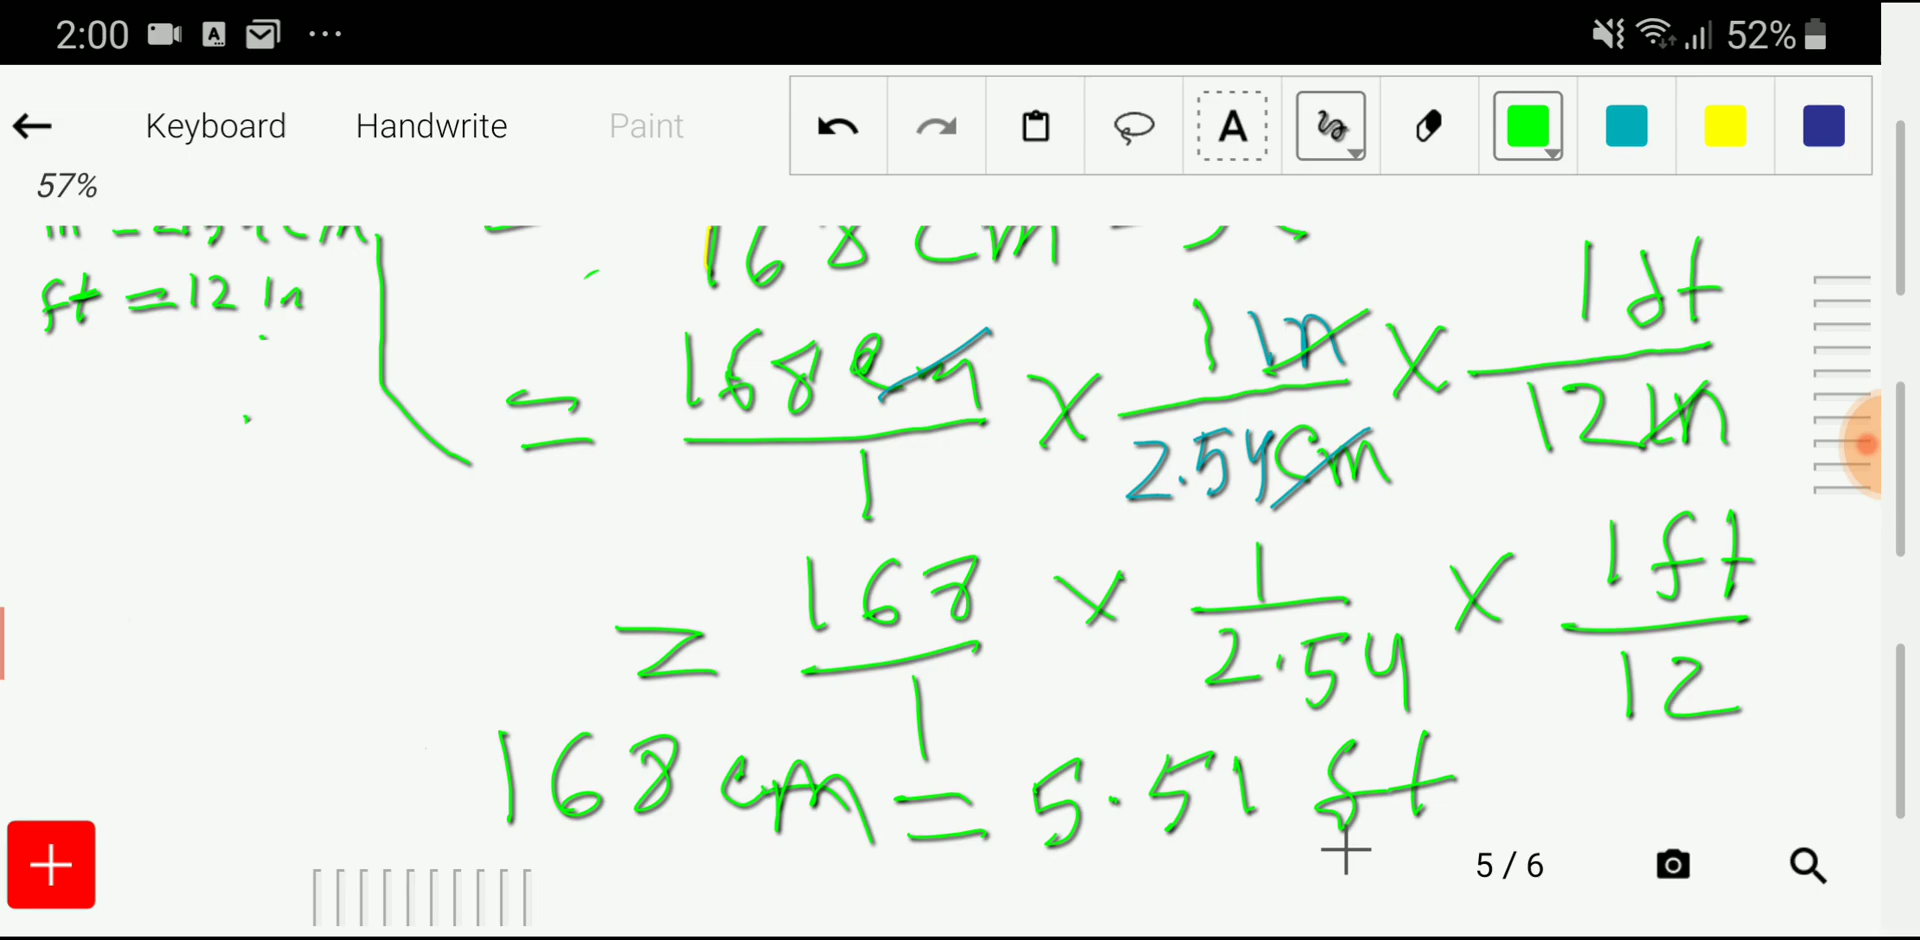 2:00 A... 52%
Keyboard Handwrite Paint A
57%
168 cm
ft = 12 in
= 168 cm / 1 × 1 in / 2.54 cm × 1 ft / 12 in
= 168 / 1 × 1 / 2.54 × 1 ft / 12
168 cm = 5.51 ft
5 / 6